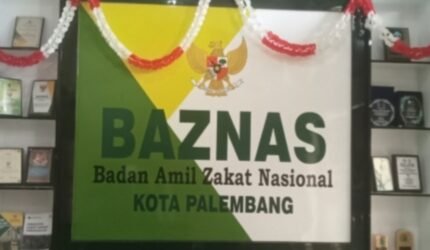 BAZNAS
Badan Amil Zakat Nasional
KOTA PALEMBANG